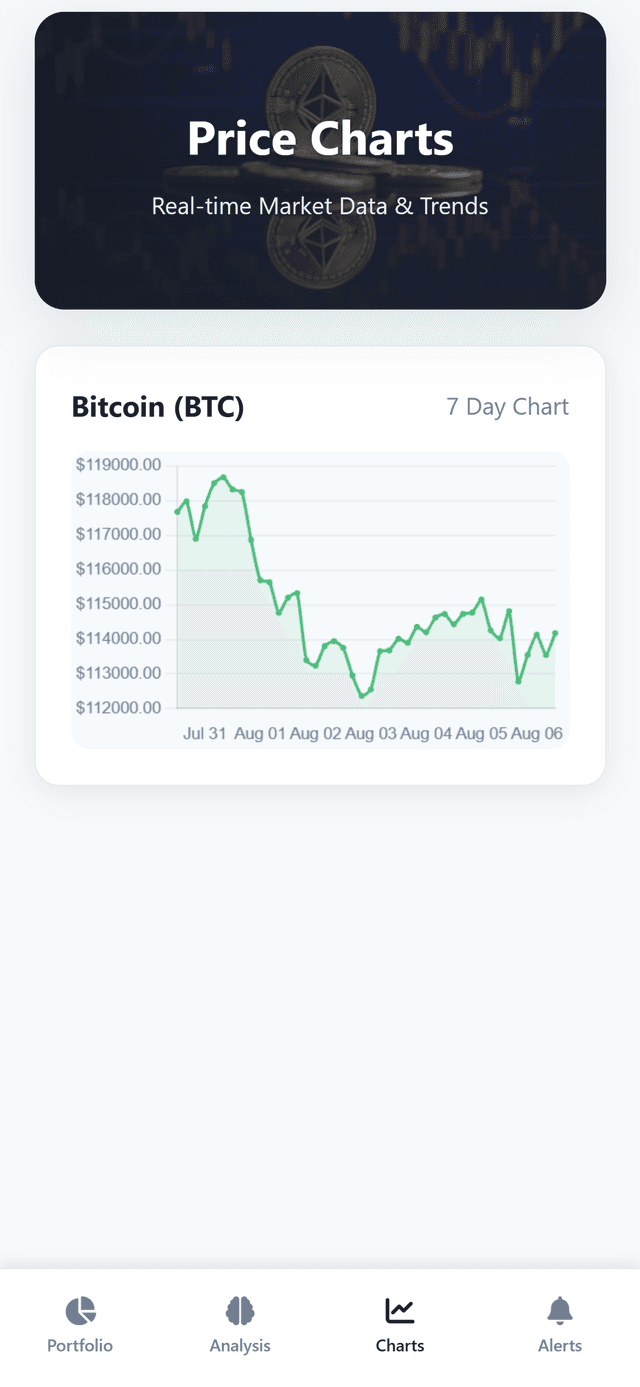 Price Charts
Real-time Market Data & Trends
Bitcoin (BTC) 7 Day Chart
$119000.00
$118000.00
$117000.00
$116000.00
$115000.00
$114000.00
$113000.00
$112000.00
Jul 31 Aug 01 Aug 02 Aug 03 Aug 04 Aug 05 Aug 06
Portfolio Analysis Charts Alerts